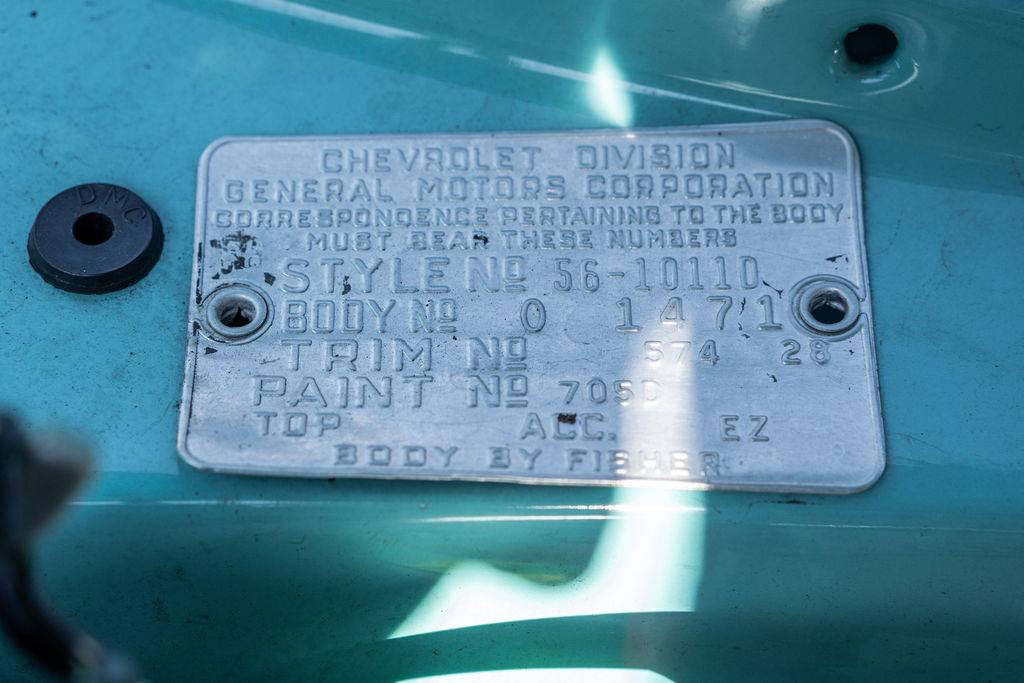 DMC
CHEVROLET DIVISION
GENERAL MOTORS CORPORATION
CORRESPONDENCE PERTAINING TO THE BODY
MUST BEAR THESE NUMBERS
STYLE Nº 56-1011D
BODY Nº 0 1471
TRIM Nº 574 28
PAINT Nº 705D
TOP ACC. EZ
BODY BY FISHER